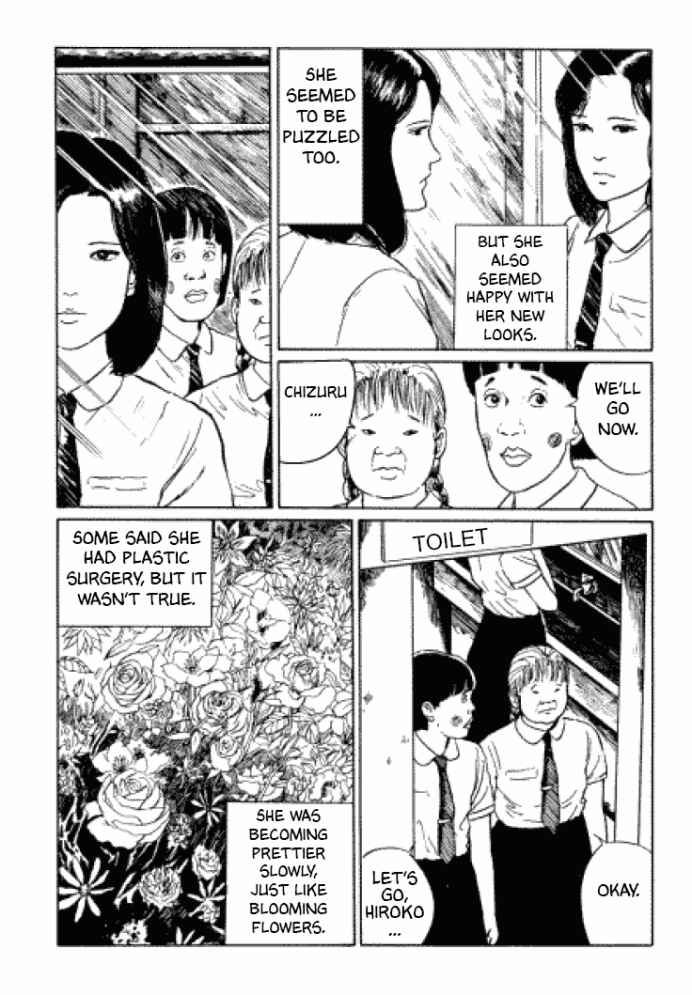 SHE
SEEMED
TO BE
PUZZLED
TOO.
BUT SHE
ALSO
SEEMED
HAPPY WITH
HER NEW
LOOKS.
CHIZURU
...
WE'LL
GO
NOW.
SOME SAID SHE
HAD PLASTIC
SURGERY, BUT IT
WASN'T TRUE.
SHE WAS
BECOMING
PRETTIER
SLOWLY,
JUST LIKE
BLOOMING
FLOWERS.
TOILET
LET'S
GO,
HIROKO
...
OKAY.